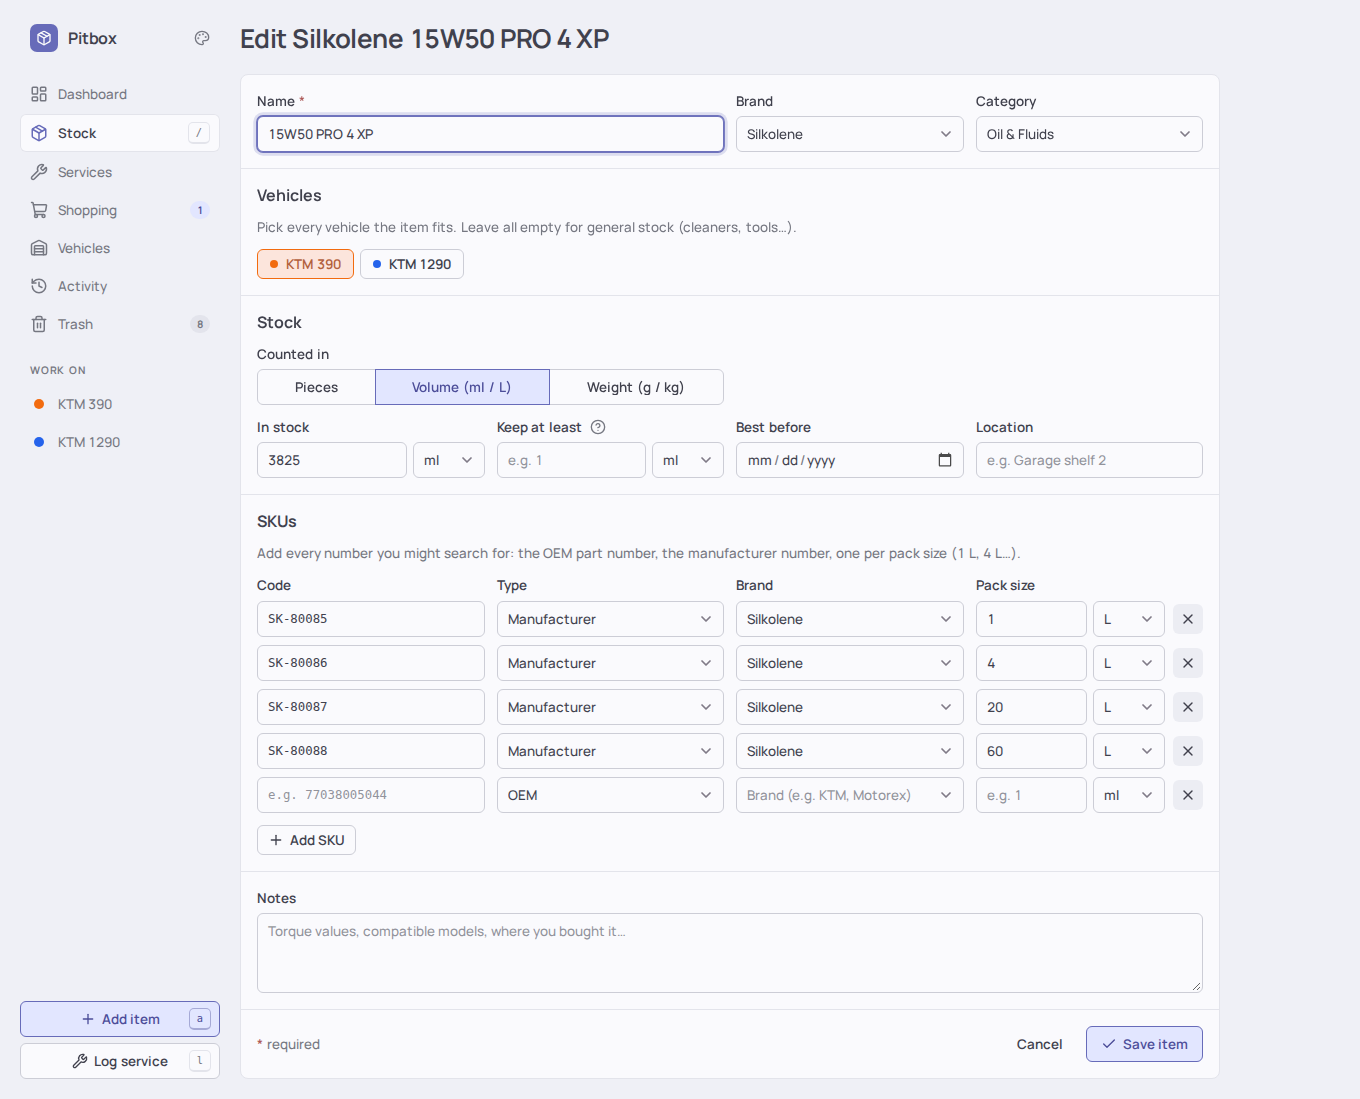 Pitbox
Dashboard
Stock /
Services
Shopping 1
Vehicles
Activity
Trash 8
WORK ON
KTM 390
KTM 1290
Add item a
Log service l
Edit Silkolene 15W50 PRO 4 XP
Name * Brand Category
15W50 PRO 4 XP Silkolene Oil & Fluids
Vehicles
Pick every vehicle the item fits. Leave all empty for general stock (cleaners, tools…).
KTM 390 KTM 1290
Stock
Counted in
Pieces Volume (ml / L) Weight (g / kg)
In stock Keep at least ? Best before Location
3825 ml e.g. 1 ml mm/dd/yyyy e.g. Garage shelf 2
SKUs
Add every number you might search for: the OEM part number, the manufacturer number, one per pack size (1 L, 4 L…).
Code Type Brand Pack size
SK-80085 Manufacturer Silkolene 1 L
SK-80086 Manufacturer Silkolene 4 L
SK-80087 Manufacturer Silkolene 20 L
SK-80088 Manufacturer Silkolene 60 L
e.g. 77038005044 OEM Brand (e.g. KTM, Motorex) e.g. 1 ml
Add SKU
Notes
Torque values, compatible models, where you bought it…
* required Cancel Save item